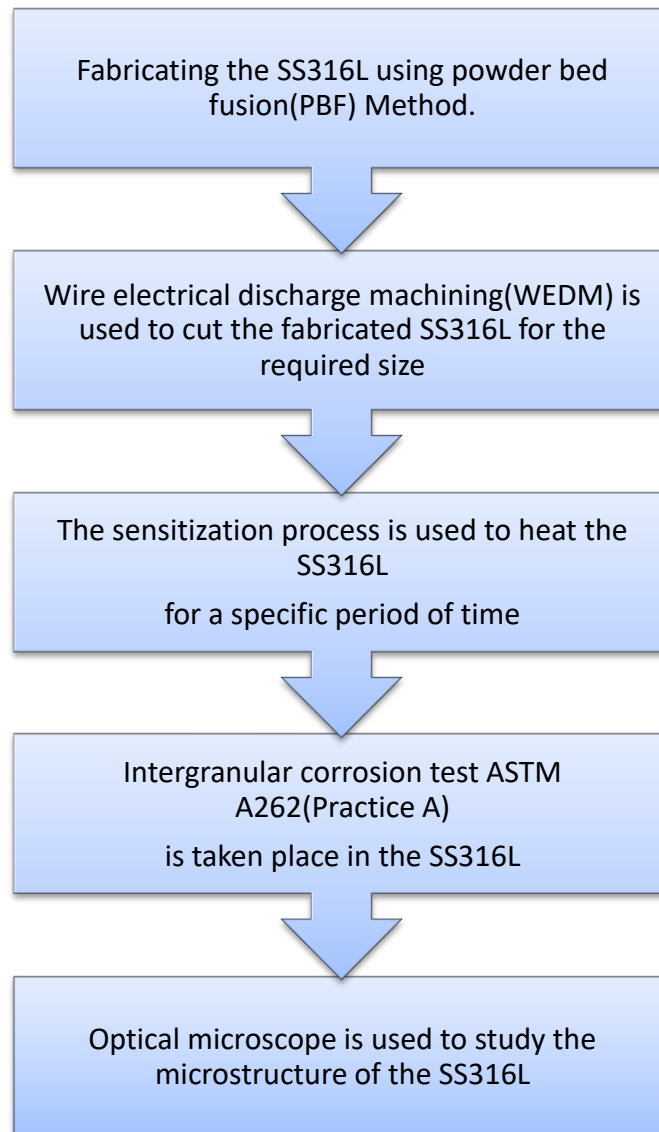 Fabricating the SS316L using powder bed
fusion(PBF) Method.
Wire electrical discharge machining(WEDM) is
used to cut the fabricated SS316L for the
required size
The sensitization process is used to heat the
SS316L
for a specific period of time
Intergranular corrosion test ASTM
A262(Practice A)
is taken place in the SS316L
Optical microscope is used to study the
microstructure of the SS316L